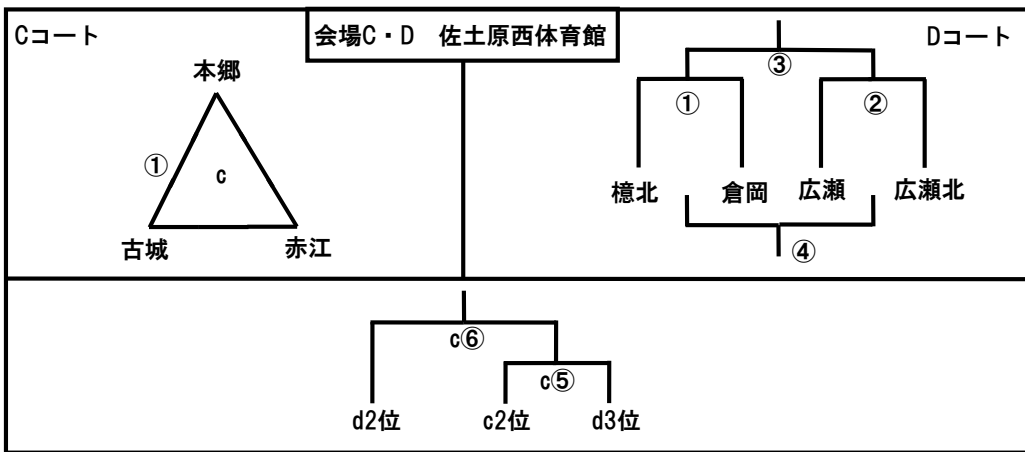 Cコート
会場C・D 佐土原西体育館
Dコート
本郷
①
c
古城
赤江
③
①
②
檍北
倉岡
広瀬
広瀬北
④
c⑥
c⑤
d2位
c2位
d3位